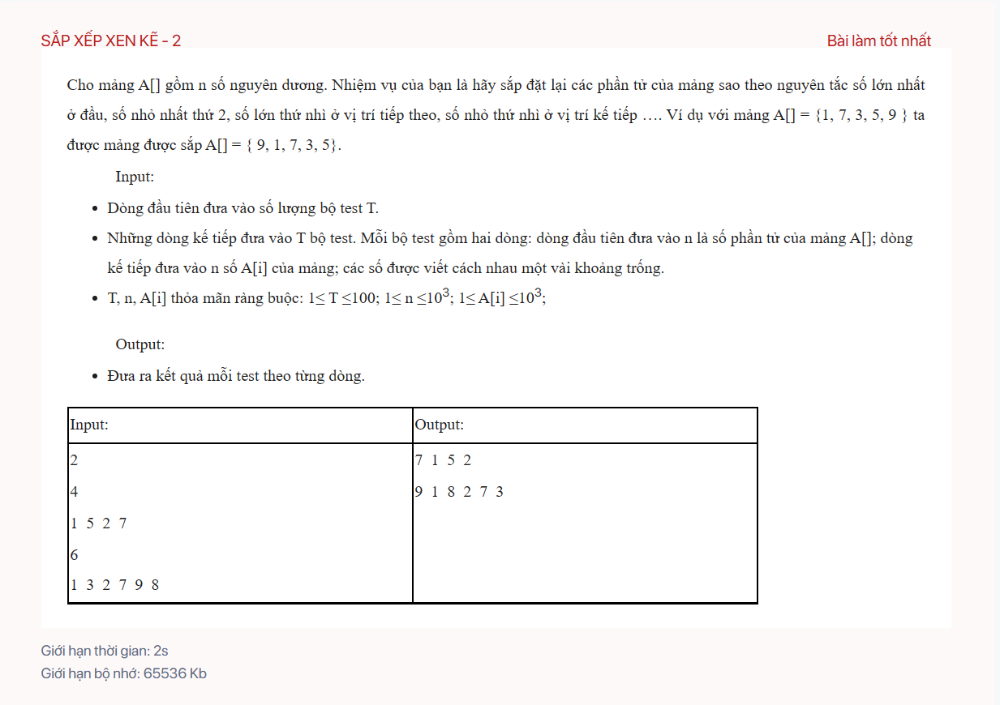 SẮP XẾP XEN KẼ - 2
Bài làm tốt nhất
Cho mảng A[] gồm n số nguyên dương. Nhiệm vụ của bạn là hãy sắp đặt lại các phần tử của mảng sao theo nguyên tắc số lớn nhất
ở đầu, số nhỏ nhất thứ 2, số lớn thứ nhì ở vị trí tiếp theo, số nhỏ thứ nhì ở vị trí kế tiếp …. Ví dụ với mảng A[] = {1, 7, 3, 5, 9 } ta
được mảng được sắp A[] = { 9, 1, 7, 3, 5}.
Input:
• Dòng đầu tiên đưa vào số lượng bộ test T.
• Những dòng kế tiếp đưa vào T bộ test. Mỗi bộ test gồm hai dòng: dòng đầu tiên đưa vào n là số phần tử của mảng A[]; dòng
kế tiếp đưa vào n số A[i] của mảng; các số được viết cách nhau một vài khoảng trống.
• T, n, A[i] thỏa mãn ràng buộc: 1≤ T ≤100; 1≤ n ≤10³; 1≤ A[i] ≤10³;
Output:
• Đưa ra kết quả mỗi test theo từng dòng.
Input:
Output:
2
4
1 5 2 7
6
1 3 2 7 9 8
7 1 5 2
9 1 8 2 7 3
Giới hạn thời gian: 2s
Giới hạn bộ nhớ: 65536 Kb